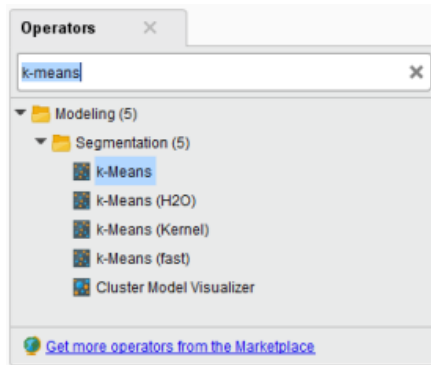 Operators
k-means
Modeling (5)
Segmentation (5)
k-Means
k-Means (H2O)
k-Means (Kernel)
k-Means (fast)
Cluster Model Visualizer
Get more operators from the Marketplace